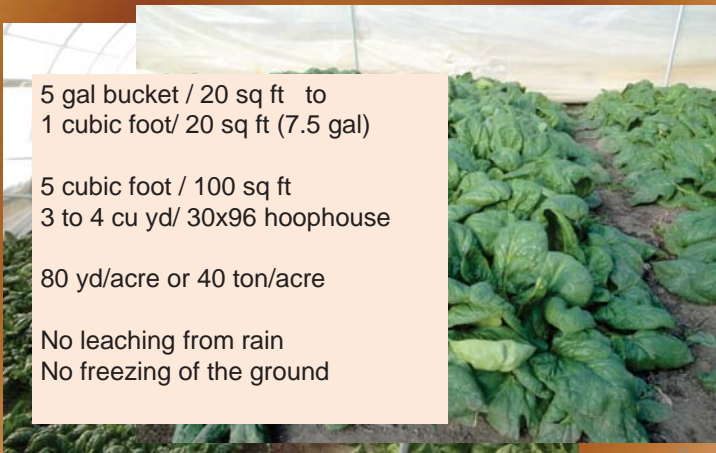 5 gal bucket / 20 sq ft   to
1 cubic foot/ 20 sq ft (7.5 gal)
5 cubic foot / 100 sq ft
3 to 4 cu yd/ 30x96 hoophouse
80 yd/acre or 40 ton/acre
No leaching from rain
No freezing of the ground